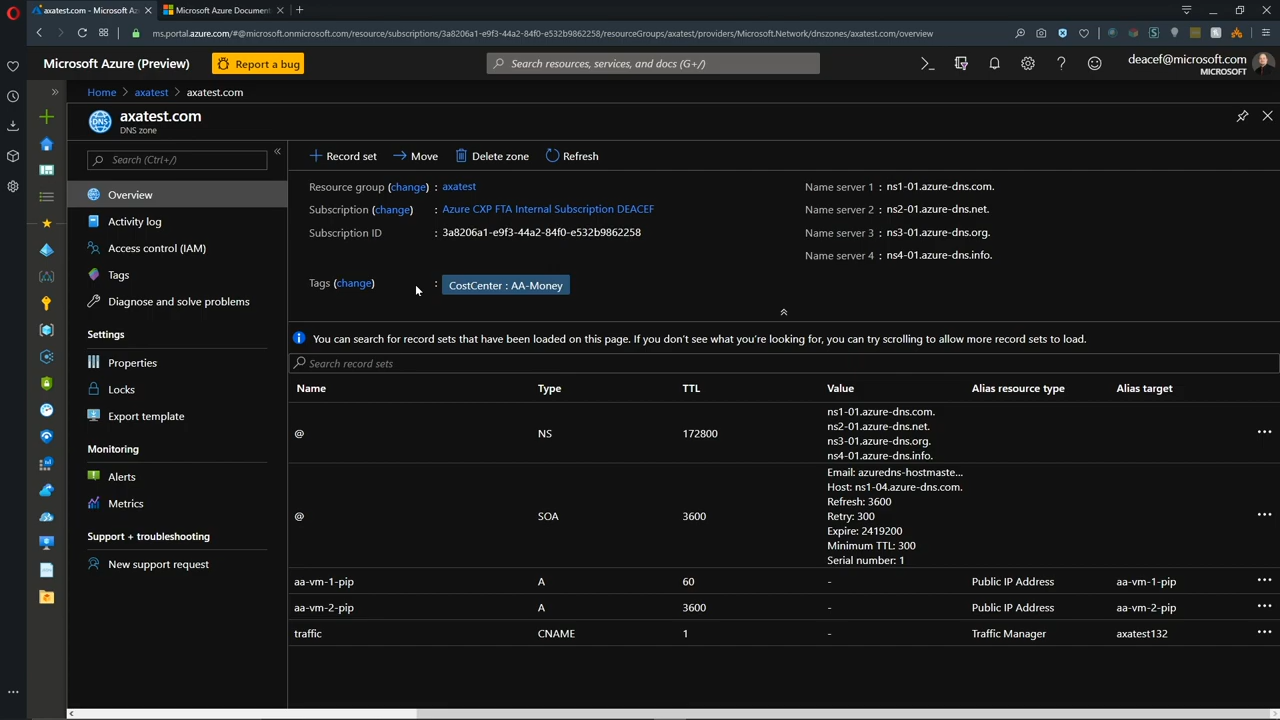 axatest.com - Microsoft Az
Microsoft Azure Document
ms.portal.azure.com/#@microsoft.onmicrosoft.com/resource/subscriptions/3a8206a1-e9f3-44a2-84f0-e532b9862258/resourceGroups/axatest/providers/Microsoft.Network/dnszones/axatest.com/overview
Microsoft Azure (Preview)
Report a bug
Search resources, services, and docs (G+/)
deacef@microsoft.com
MICROSOFT
Home > axatest > axatest.com
axatest.com
DNS zone
Search (Ctrl+/)
Overview
Activity log
Access control (IAM)
Tags
Diagnose and solve problems
Settings
Properties
Locks
Export template
Monitoring
Alerts
Metrics
Support + troubleshooting
New support request
Record set Move Delete zone Refresh
Resource group (change) : axatest
Subscription (change) : Azure CXP FTA Internal Subscription DEACEF
Subscription ID : 3a8206a1-e9f3-44a2-84f0-e532b9862258
Tags (change) : CostCenter : AA-Money
Name server 1 : ns1-01.azure-dns.com.
Name server 2 : ns2-01.azure-dns.net.
Name server 3 : ns3-01.azure-dns.org.
Name server 4 : ns4-01.azure-dns.info.
You can search for record sets that have been loaded on this page. If you don't see what you're looking for, you can try scrolling to allow more record sets to load.
Search record sets
Name Type TTL Value Alias resource type Alias target
@ NS 172800
ns1-01.azure-dns.com.
ns2-01.azure-dns.net.
ns3-01.azure-dns.org.
ns4-01.azure-dns.info.
@ SOA 3600
Email: azuredns-hostmaste...
Host: ns1-04.azure-dns.com.
Refresh: 3600
Retry: 300
Expire: 2419200
Minimum TTL: 300
Serial number: 1
aa-vm-1-pip A 60 - Public IP Address aa-vm-1-pip
aa-vm-2-pip A 3600 - Public IP Address aa-vm-2-pip
traffic CNAME 1 - Traffic Manager axatest132